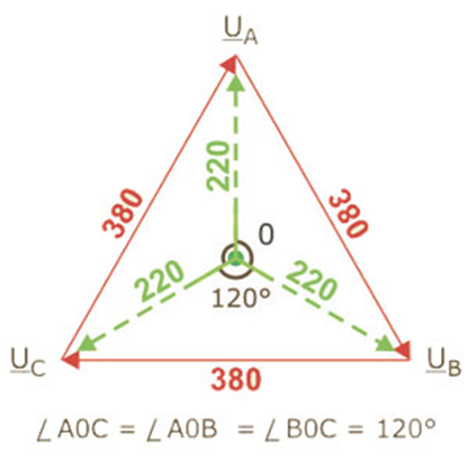 U_A
220
380
380
0
220
220
120°
U_C
U_B
380
∠A0C = ∠A0B = ∠B0C = 120°